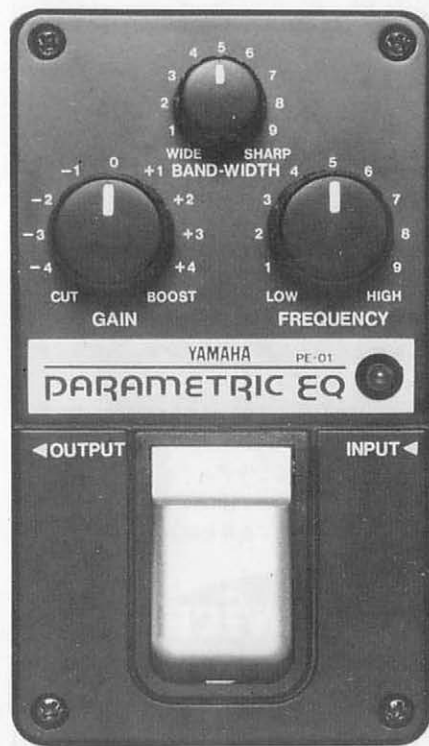 4 5 6
3 7
2 8
1 9
WIDE SHARP
BAND-WIDTH
-1 0 +1
-2 +2
-3 +3
-4 +4
CUT BOOST
GAIN
4 5 6
3 7
2 8
1 9
LOW HIGH
FREQUENCY
YAMAHA PE-01
PARAMETRIC EQ
◀OUTPUT INPUT◀